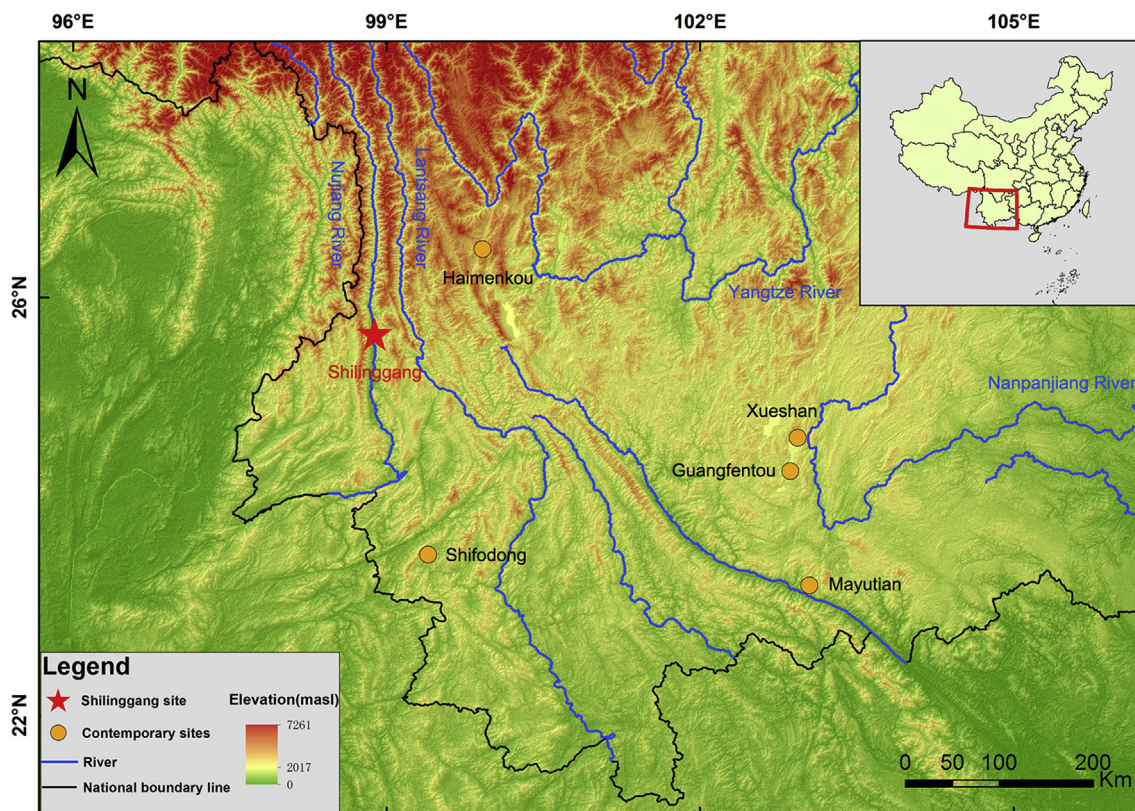 96°E
99°E
102°E
105°E
N
26°N
22°N
Nujiang River
Lantsang River
Haimenkou
Yangtze River
Shilinggang
Nanpanjiang River
Xueshan
Guangfentou
Shifodong
Mayutian
Legend
Shilinggang site
Contemporary sites
River
National boundary line
Elevation(masl)
7261
2017
0
0 50 100 200
Km